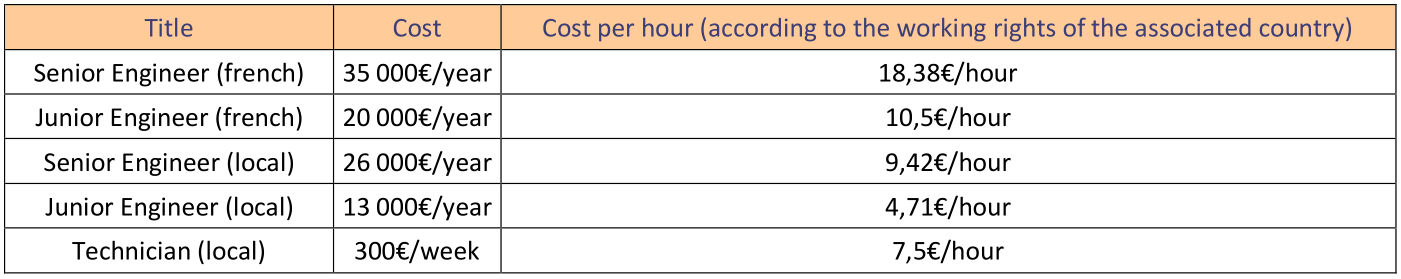 Title Cost Cost per hour (according to the working rights of the associated country)
Senior Engineer (french) 35 000€/year 18,38€/hour
Junior Engineer (french) 20 000€/year 10,5€/hour
Senior Engineer (local) 26 000€/year 9,42€/hour
Junior Engineer (local) 13 000€/year 4,71€/hour
Technician (local) 300€/week 7,5€/hour